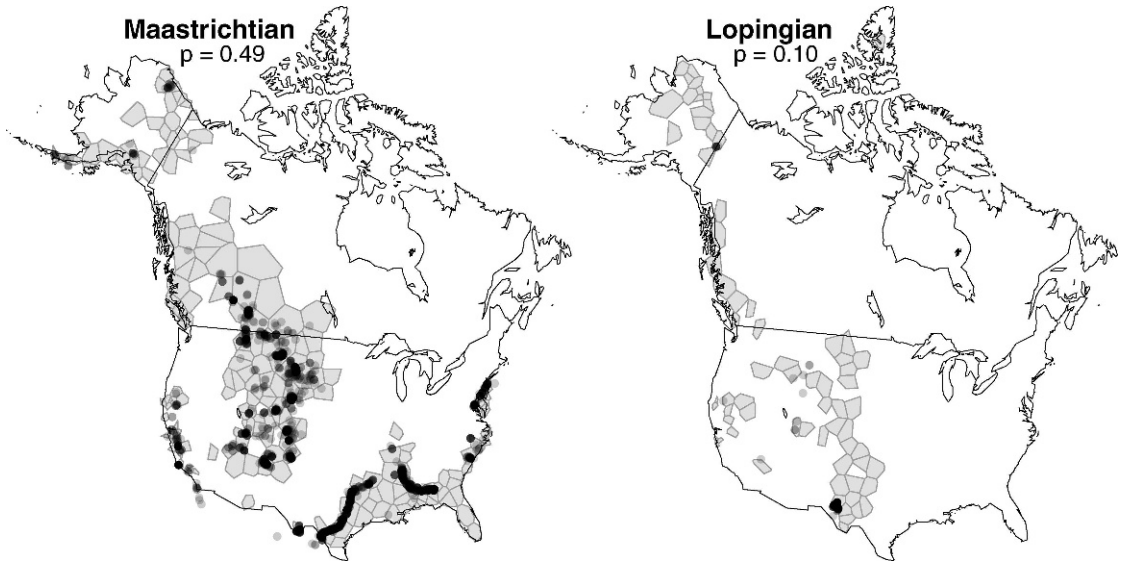 Maastrichtian
p = 0.49
Lopingian
p = 0.10